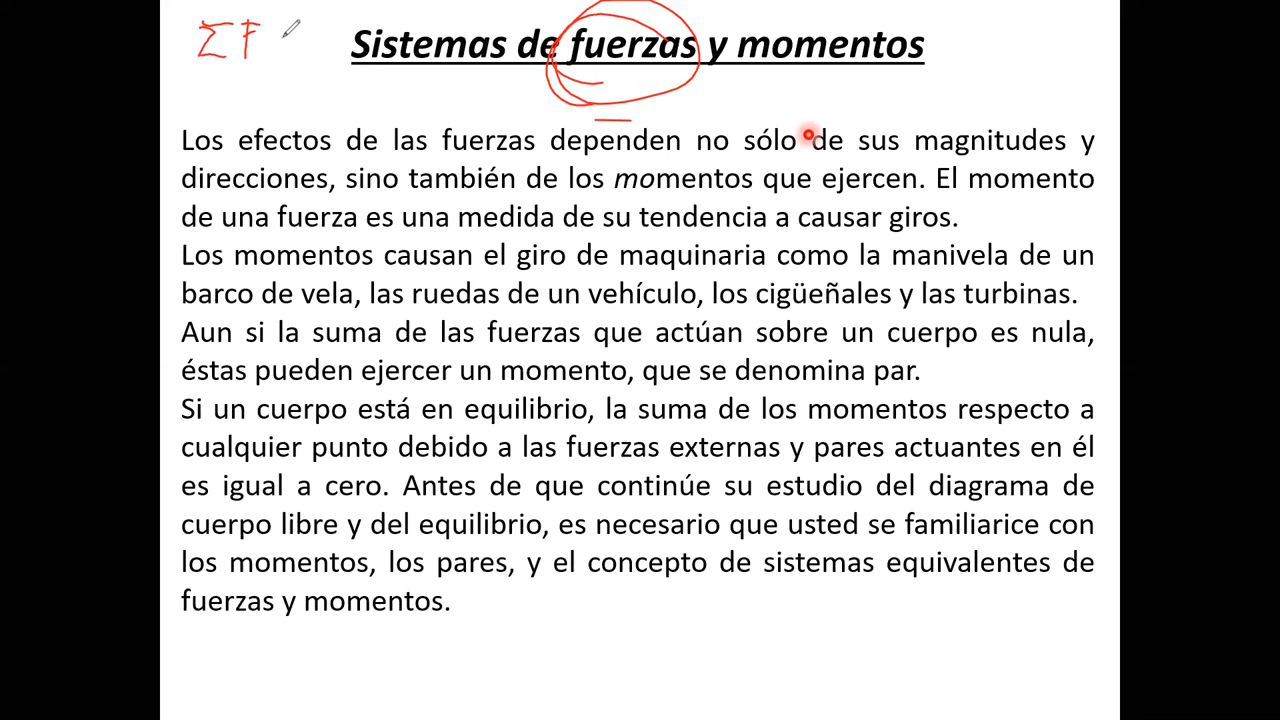 ΣF
Sistemas de fuerzas y momentos
Los efectos de las fuerzas dependen no sólo de sus magnitudes y
direcciones, sino también de los momentos que ejercen. El momento
de una fuerza es una medida de su tendencia a causar giros.
Los momentos causan el giro de maquinaria como la manivela de un
barco de vela, las ruedas de un vehículo, los cigüeñales y las turbinas.
Aun si la suma de las fuerzas que actúan sobre un cuerpo es nula,
éstas pueden ejercer un momento, que se denomina par.
Si un cuerpo está en equilibrio, la suma de los momentos respecto a
cualquier punto debido a las fuerzas externas y pares actuantes en él
es igual a cero. Antes de que continúe su estudio del diagrama de
cuerpo libre y del equilibrio, es necesario que usted se familiarice con
los momentos, los pares, y el concepto de sistemas equivalentes de
fuerzas y momentos.